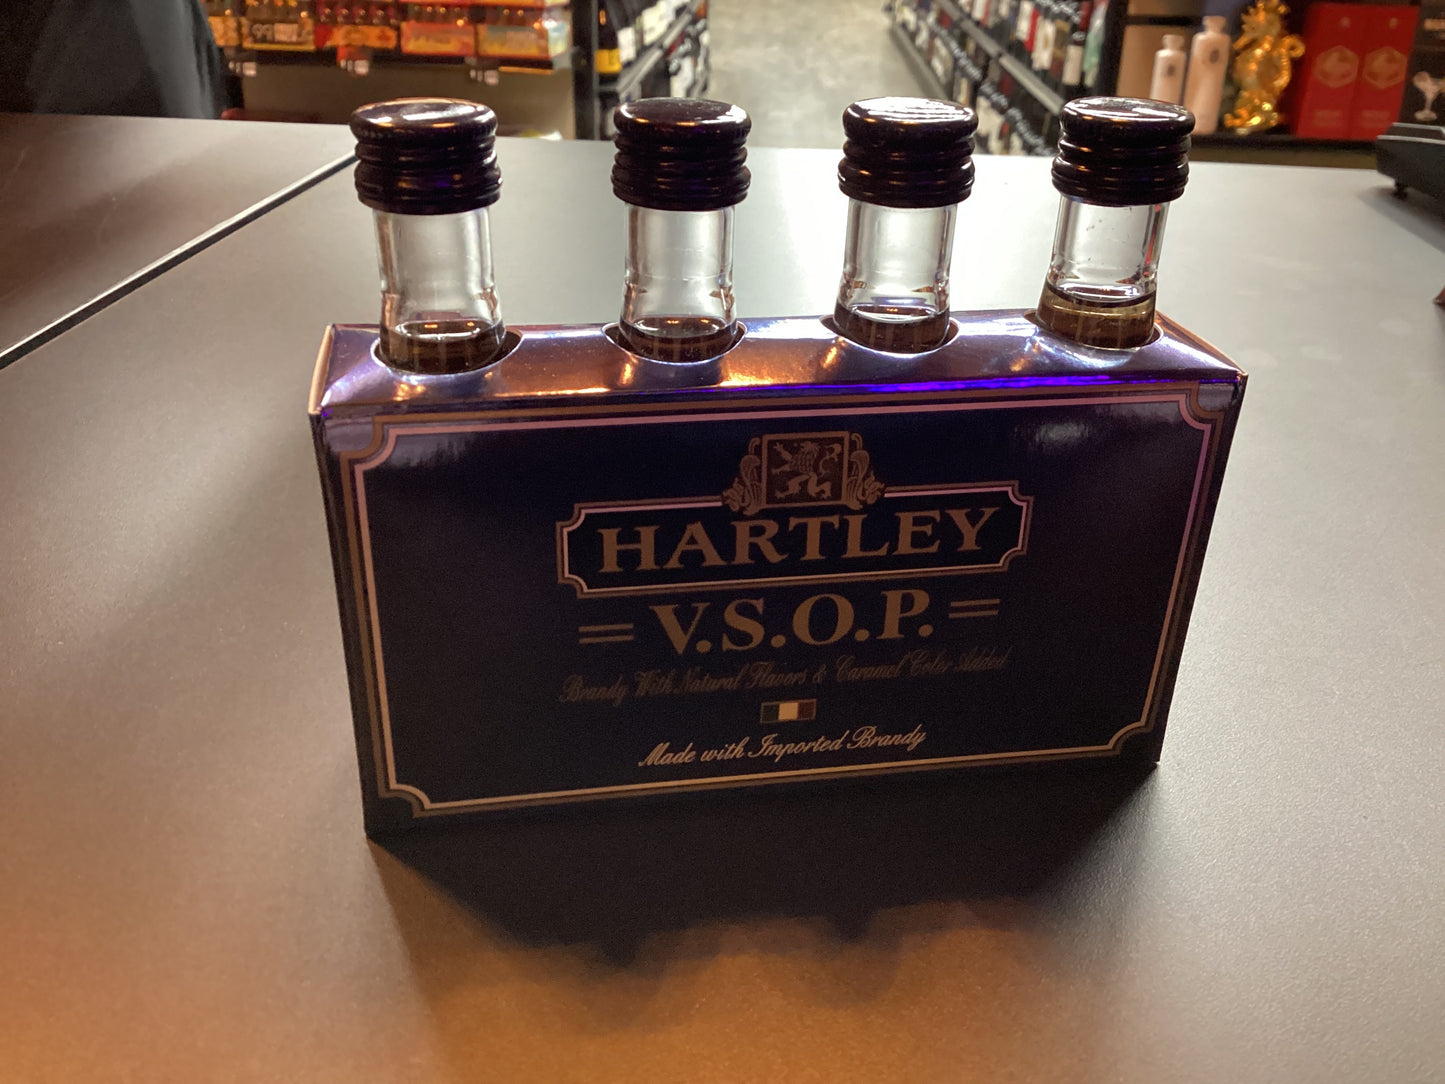 HARTLEY
V.S.O.P.
Brandy With Natural Flavors & Caramel Color Added
Made with Imported Brandy